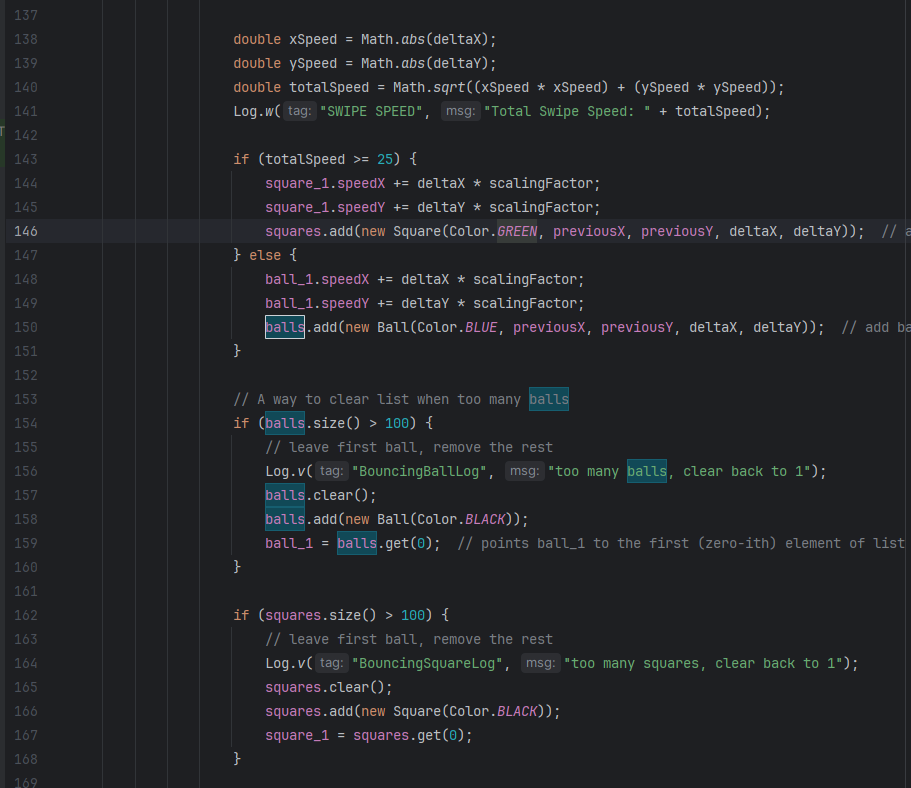 137
138 double xSpeed = Math.abs(deltaX);
139 double ySpeed = Math.abs(deltaY);
140 double totalSpeed = Math.sqrt((xSpeed * xSpeed) + (ySpeed * ySpeed));
141 Log.w( tag: "SWIPE SPEED", msg: "Total Swipe Speed: " + totalSpeed);
142
143 if (totalSpeed >= 25) {
144 square_1.speedX += deltaX * scalingFactor;
145 square_1.speedY += deltaY * scalingFactor;
146 squares.add(new Square(Color.GREEN, previousX, previousY, deltaX, deltaY)); // a
147 } else {
148 ball_1.speedX += deltaX * scalingFactor;
149 ball_1.speedY += deltaY * scalingFactor;
150 balls.add(new Ball(Color.BLUE, previousX, previousY, deltaX, deltaY)); // add ba
151 }
152
153 // A way to clear list when too many balls
154 if (balls.size() > 100) {
155 // leave first ball, remove the rest
156 Log.v( tag: "BouncingBallLog", msg: "too many balls, clear back to 1");
157 balls.clear();
158 balls.add(new Ball(Color.BLACK));
159 ball_1 = balls.get(0); // points ball_1 to the first (zero-ith) element of list
160 }
161
162 if (squares.size() > 100) {
163 // leave first ball, remove the rest
164 Log.v( tag: "BouncingSquareLog", msg: "too many squares, clear back to 1");
165 squares.clear();
166 squares.add(new Square(Color.BLACK));
167 square_1 = squares.get(0);
168 }
169